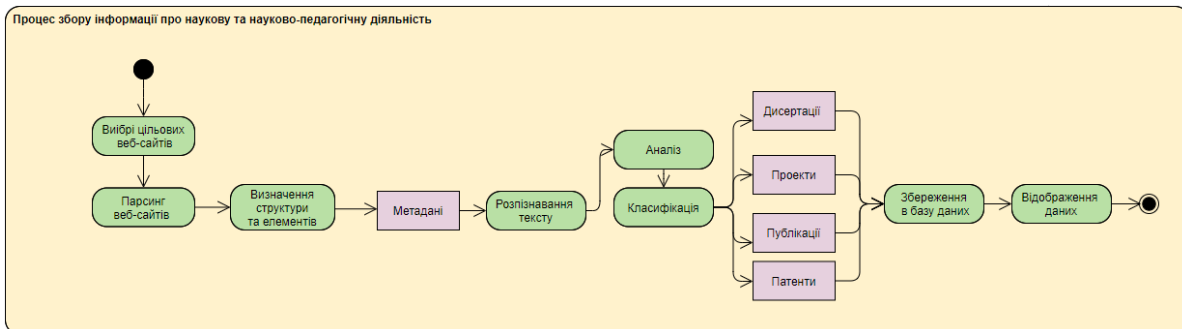 Процес збору інформації про наукову та науково-педагогічну діяльність
Виібрі цільових
веб-сайтів
Парсинг
веб-сайтів
Визначення
структури
та елементів
Метадані
Розпізнавання
тексту
Аналіз
Класифікація
Дисертації
Проекти
Публікації
Патенти
Збереження
в базу даних
Відображення
даних